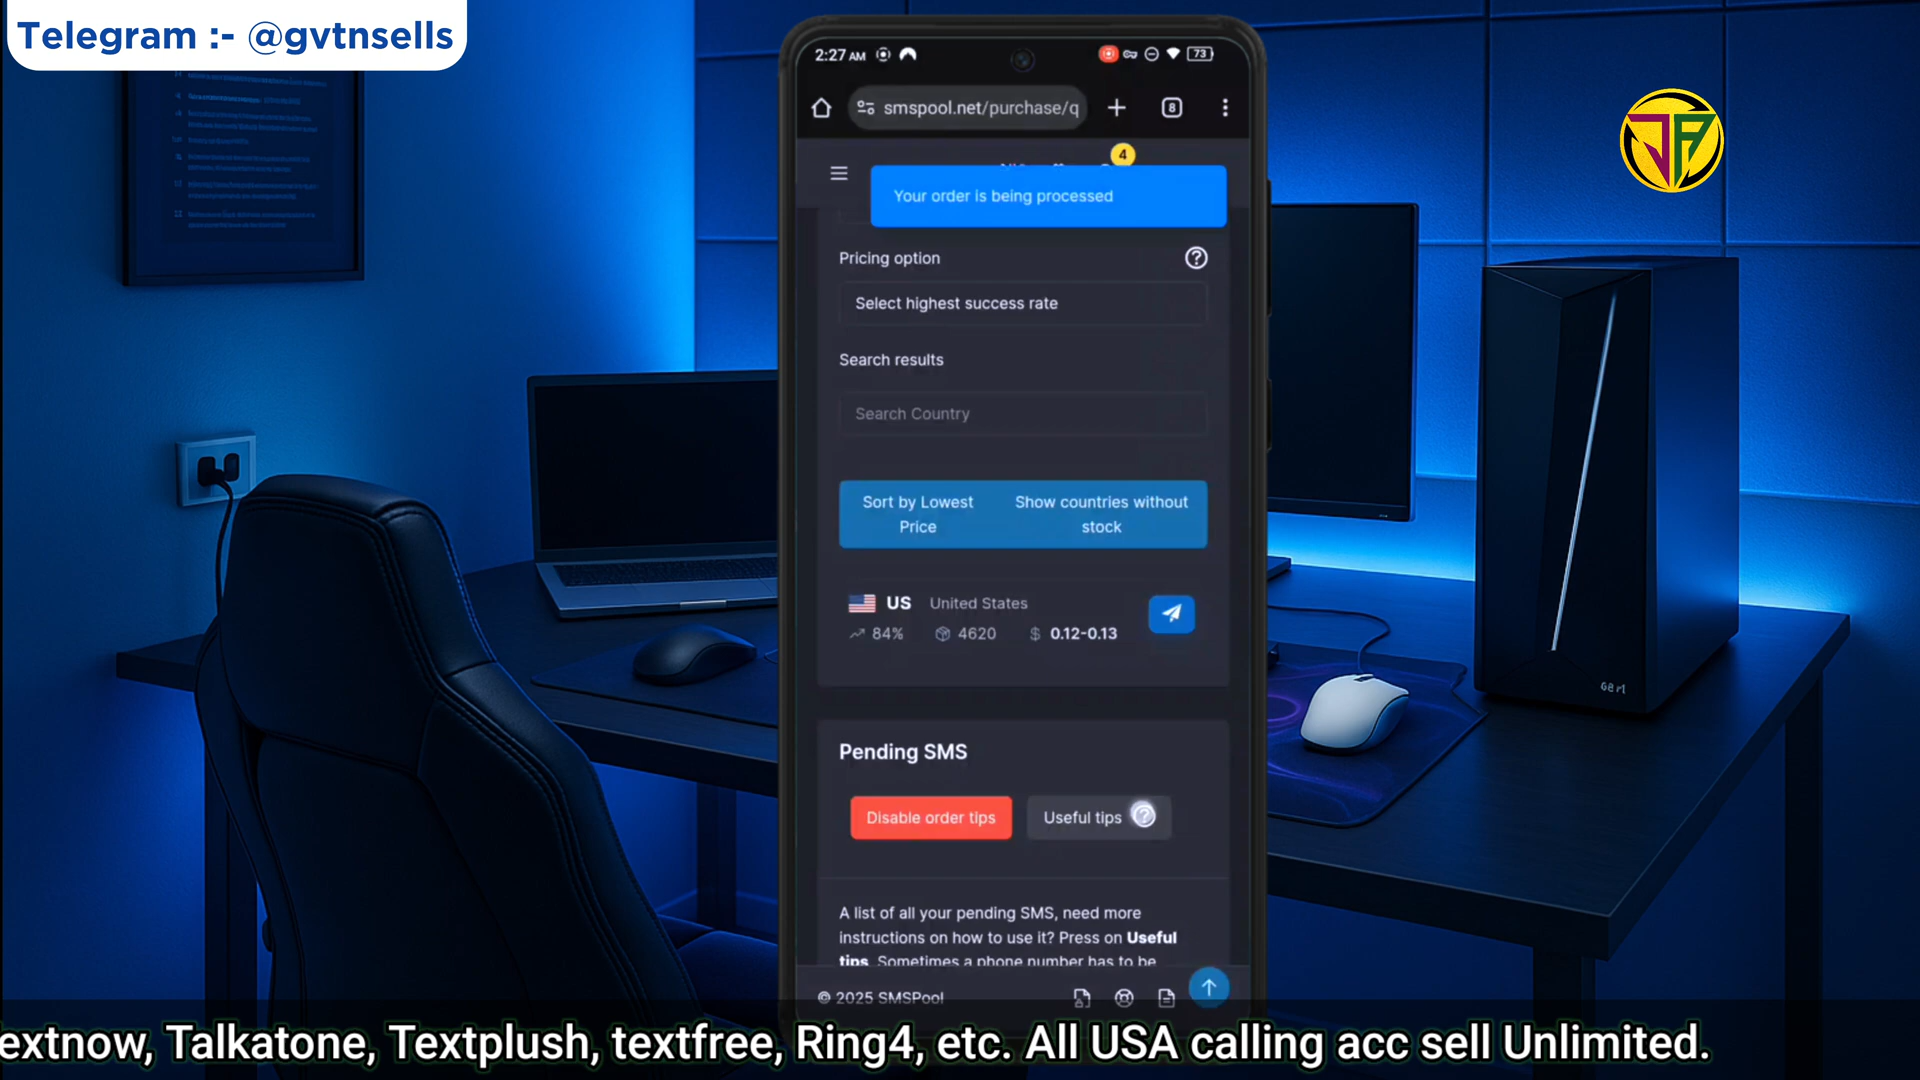 Telegram :- @gvtnsells
2:27 AM
73
smspool.net/purchase/q
8
4
Your order is being processed
Pricing option
Select highest success rate
Search results
Search Country
Sort by Lowest Price
Show countries without stock
US United States
84% 4620 $ 0.12-0.13
Pending SMS
Disable order tips
Useful tips
A list of all your pending SMS, need more
instructions on how to use it? Press on Useful
tips. Sometimes a phone number has to be
© 2025 SMSPool
extnow, Talkatone, Textplush, textfree, Ring4, etc. All USA calling acc sell Unlimited.